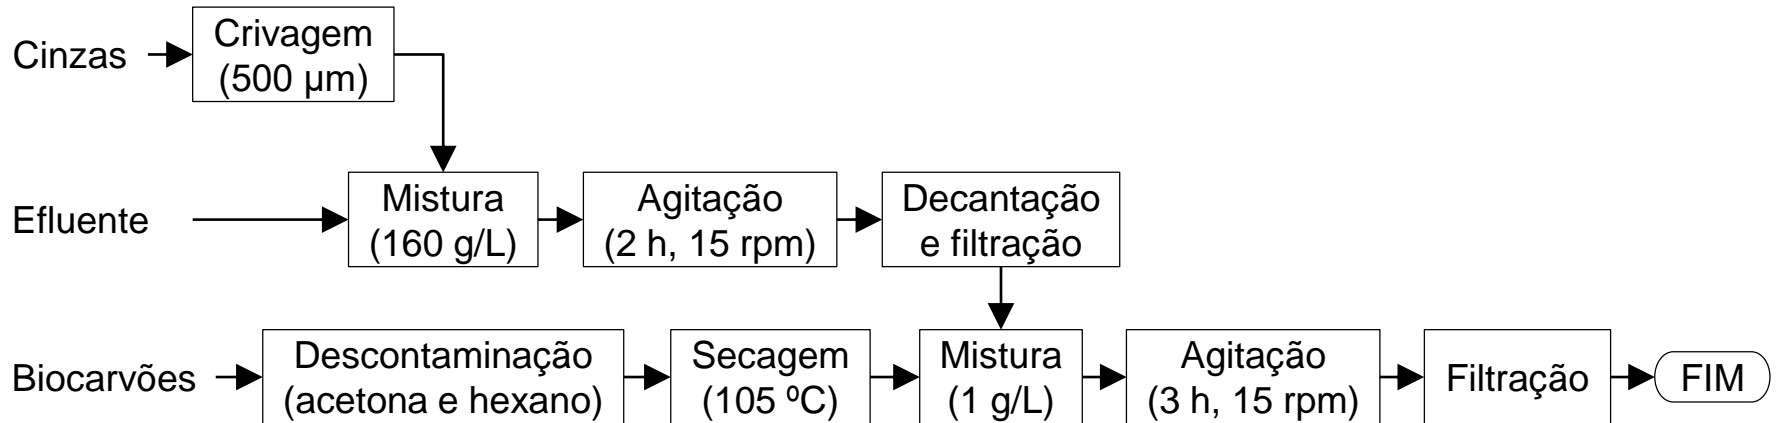 Cinzas
Crivagem
(500 µm)
Efluente
Mistura
(160 g/L)
Agitação
(2 h, 15 rpm)
Decantação
e filtração
Biocarvões
Descontaminação
(acetona e hexano)
Secagem
(105 ºC)
Mistura
(1 g/L)
Agitação
(3 h, 15 rpm)
Filtração
FIM